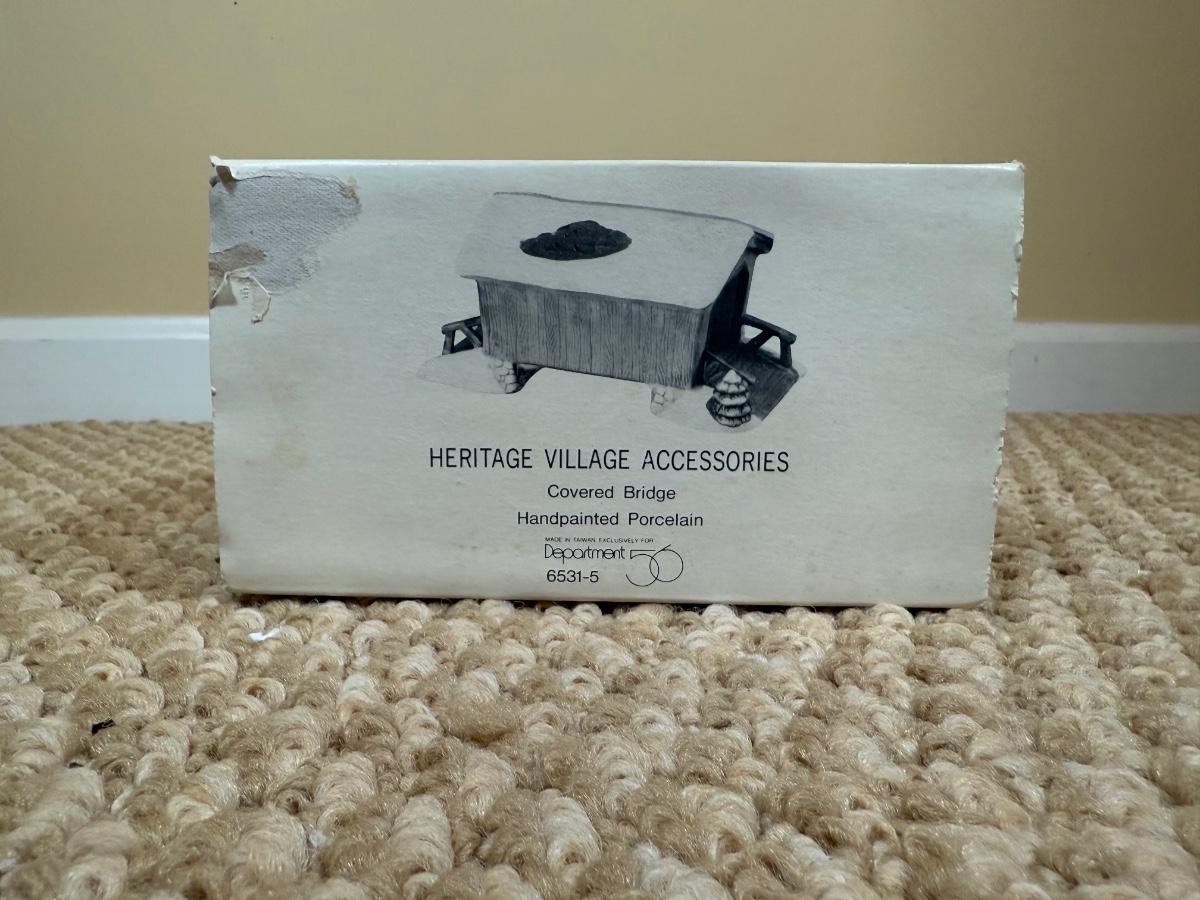 HERITAGE VILLAGE ACCESSORIES
Covered Bridge
Handpainted Porcelain
MADE IN TAIWAN EXCLUSIVELY FOR
Department 56
6531-5